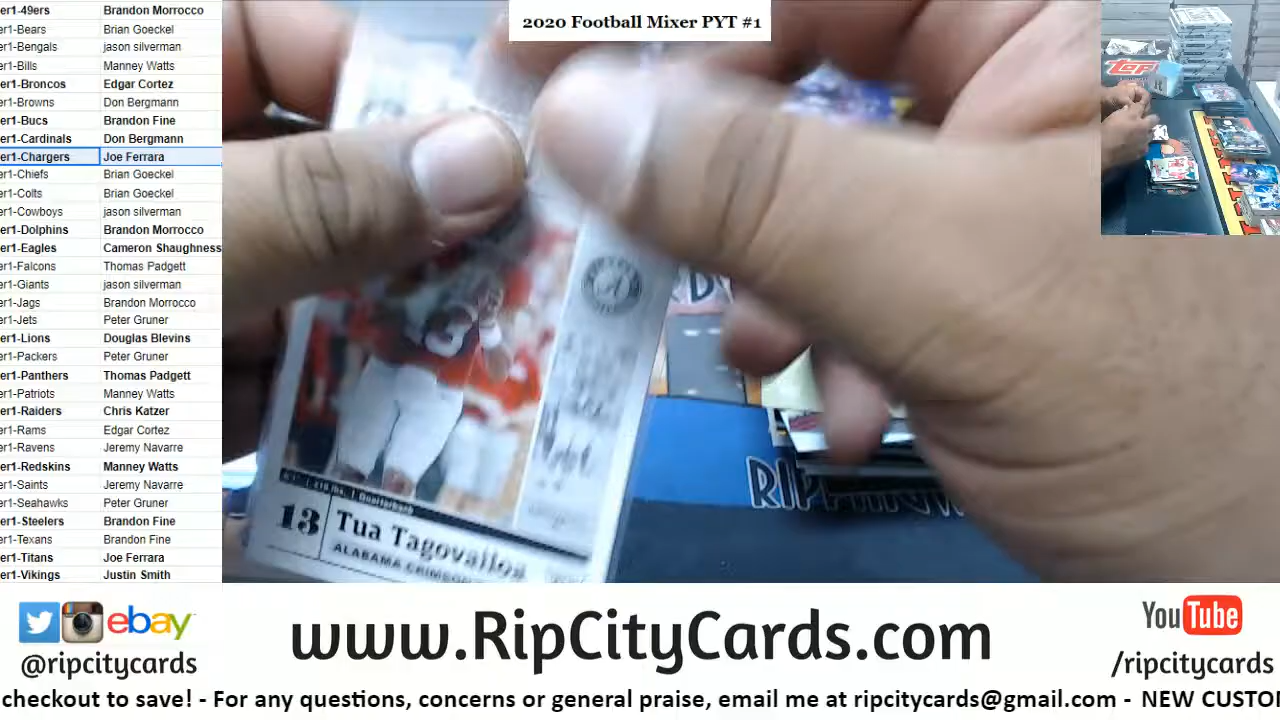 2020 Football Mixer PYT #1
er1-49ers Brandon Morrocco
er1-Bears Brian Goeckel
er1-Bengals jason silverman
er1-Bills Manney Watts
er1-Broncos Edgar Cortez
er1-Browns Don Bergmann
er1-Bucs Brandon Fine
er1-Cardinals Don Bergmann
er1-Chargers Joe Ferrara
er1-Chiefs Brian Goeckel
er1-Colts Brian Goeckel
er1-Cowboys jason silverman
er1-Dolphins Brandon Morrocco
er1-Eagles Cameron Shaughness
er1-Falcons Thomas Padgett
er1-Giants jason silverman
er1-Jags Brandon Morrocco
er1-Jets Peter Gruner
er1-Lions Douglas Blevins
er1-Packers Peter Gruner
er1-Panthers Thomas Padgett
er1-Patriots Manney Watts
er1-Raiders Chris Katzer
er1-Rams Edgar Cortez
er1-Ravens Jeremy Navarre
er1-Redskins Manney Watts
er1-Saints Jeremy Navarre
er1-Seahawks Peter Gruner
er1-Steelers Brandon Fine
er1-Texans Brandon Fine
er1-Titans Joe Ferrara
er1-Vikings Justin Smith
Quarterback
13 Tua Tagovailoa
ALABAMA CRIMSON
RIP
ebay
@ripcitycards
www.RipCityCards.com
YouTube
/ripcitycards
checkout to save! - For any questions, concerns or general praise, email me at ripcitycards@gmail.com - NEW CUSTO